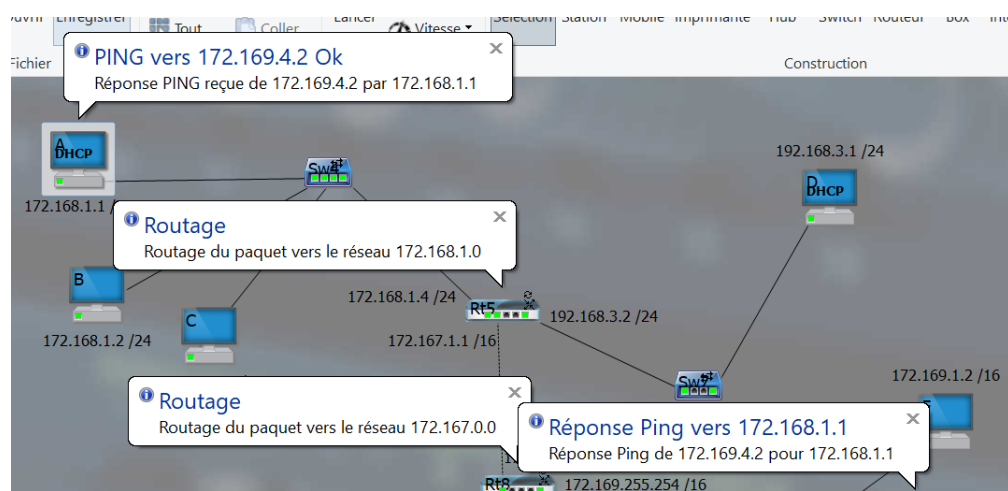 Enregistrer
Tout
Coller
Lancer
Vitesse
Sélection
Station
Mobile
Imprimante
Hub
Switch
Routeur
Box
Fichier
Construction
PING vers 172.169.4.2 Ok
Réponse PING reçue de 172.169.4.2 par 172.168.1.1
A
DHCP
Sw4
192.168.3.1 /24
D
DHCP
172.168.1.1 /
Routage
Routage du paquet vers le réseau 172.168.1.0
B
172.168.1.4 /24
Rt5
192.168.3.2 /24
C
172.168.1.2 /24
172.167.1.1 /16
Sw7
172.169.1.2 /16
Routage
Routage du paquet vers le réseau 172.167.0.0
Réponse Ping vers 172.168.1.1
Réponse Ping de 172.169.4.2 pour 172.168.1.1
Rt8
172.169.255.254 /16